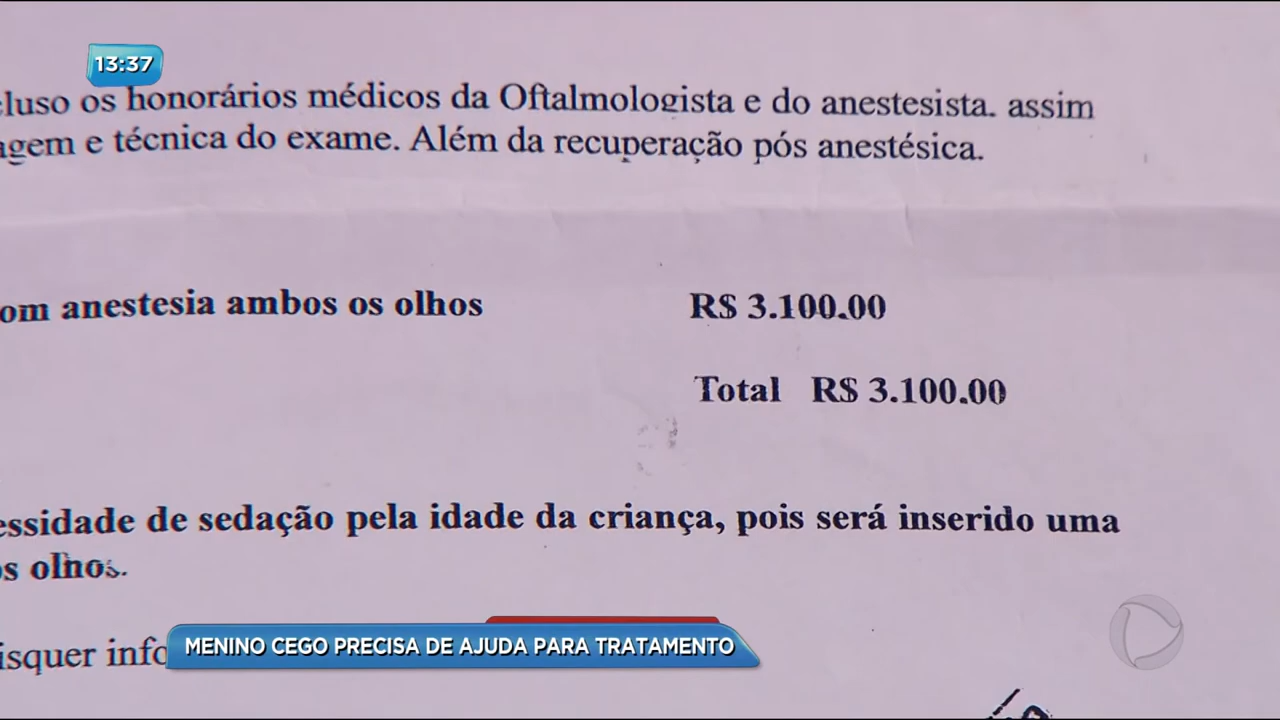 13:37
cluso os honorários médicos da Oftalmologista e do anestesista. assim
agem e técnica do exame. Além da recuperação pós anestésica.
om anestesia ambos os olhos R$ 3.100.00
Total R$ 3.100.00
essidade de sedação pela idade da criança, pois será inserido uma
os olhos.
isquer info
MENINO CEGO PRECISA DE AJUDA PARA TRATAMENTO